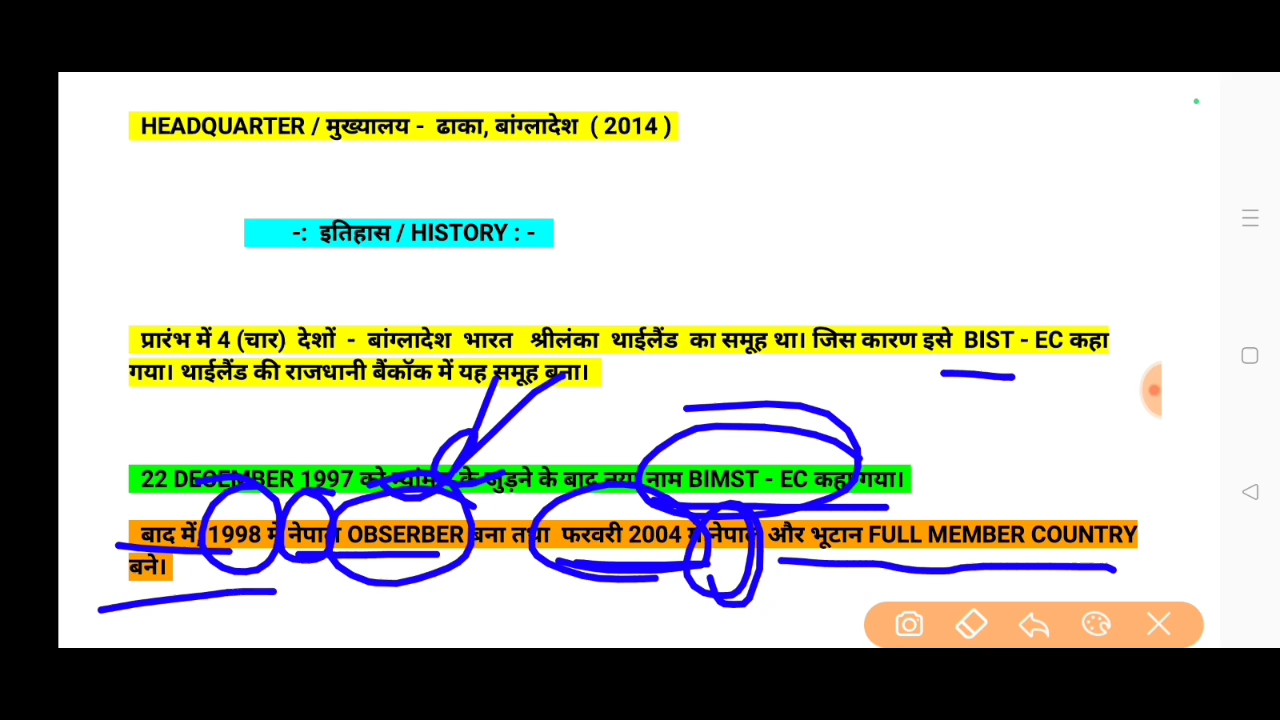 HEADQUARTER / मुख्यालय - ढाका, बांग्लादेश ( 2014 )
-: इतिहास / HISTORY : -
प्रारंभ में 4 (चार) देशों - बांग्लादेश भारत श्रीलंका थाईलैंड का समूह था। जिस कारण इसे BIST - EC कहा
गया। थाईलैंड की राजधानी बैंकॉक में यह समूह बना।
22 DECEMBER 1997 को के जुड़ने के बाद नया नाम BIMST - EC कहा गया।
बाद में, 1998 में नेपाल OBSERBER बना तथा फरवरी 2004 में नेपाल और भूटान FULL MEMBER COUNTRY
बने।